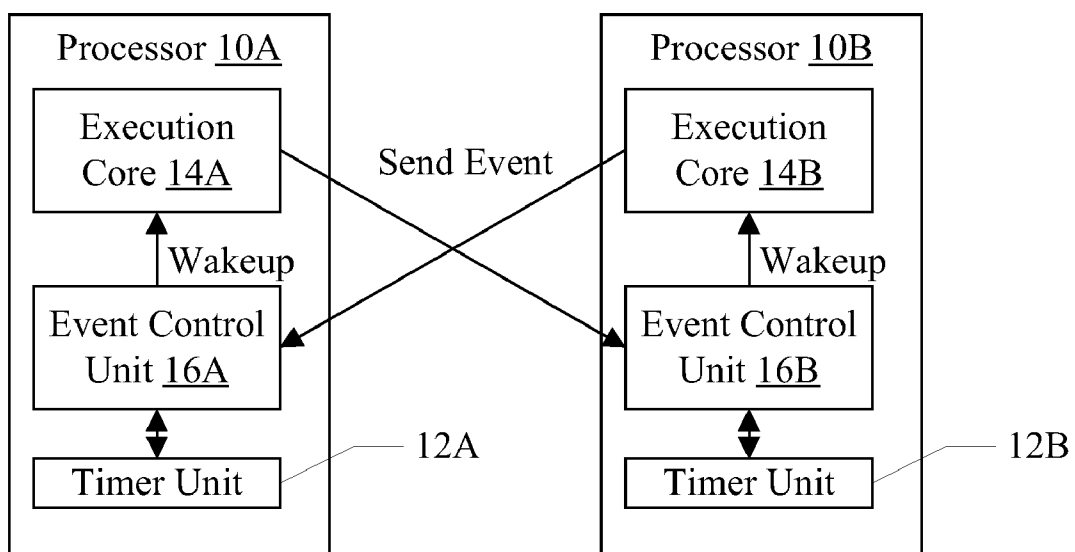 Processor 10A
Execution
Core 14A
Wakeup
Event Control
Unit 16A
Timer Unit
12A
Send Event
Processor 10B
Execution
Core 14B
Wakeup
Event Control
Unit 16B
Timer Unit
12B